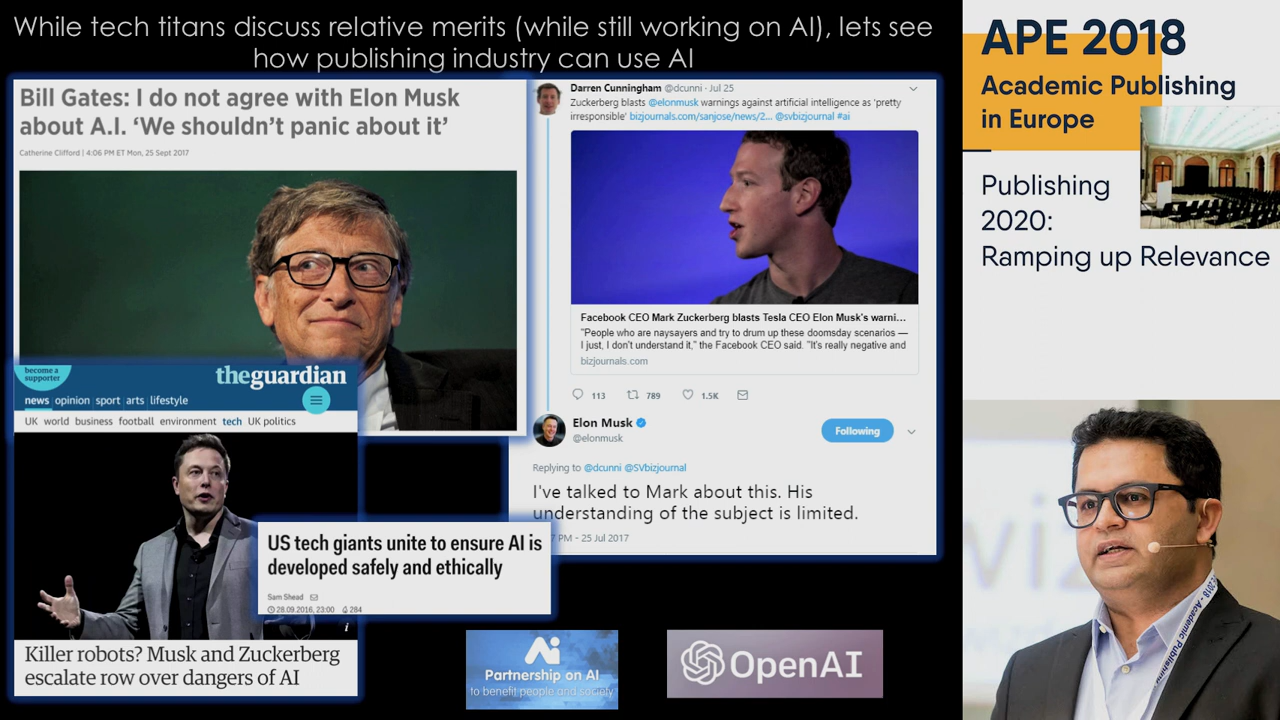 While tech titans discuss relative merits (while still working on AI), lets see
how publishing industry can use AI
Bill Gates: I do not agree with Elon Musk
about A.I. ‘We shouldn’t panic about it’
Catherine Clifford | 4:06 PM ET Mon, 25 Sept 2017
become a
supporter
theguardian
news opinion sport arts lifestyle
UK world business football environment tech UK politics
Killer robots? Musk and Zuckerberg
escalate row over dangers of AI
US tech giants unite to ensure AI is
developed safely and ethically
Sam Shead
28.09.2016, 23:00 284
i
Darren Cunningham @dcunni · Jul 25
Zuckerberg blasts @elonmusk warnings against artificial intelligence as 'pretty
irresponsible' bizjournals.com/sanjose/news/2... @svbizjournal #ai
Facebook CEO Mark Zuckerberg blasts Tesla CEO Elon Musk's warni...
"People who are naysayers and try to drum up these doomsday scenarios —
I just, I don't understand it," the Facebook CEO said. "It's really negative and
bizjournals.com
113 789 1.5K
Elon Musk
@elonmusk
Following
Replying to @dcunni @SVbizjournal
I've talked to Mark about this. His
understanding of the subject is limited.
7 PM - 25 Jul 2017
Ai
Partnership on AI
to benefit people and society
OpenAI
APE 2018
Academic Publishing
in Europe
Publishing
2020:
Ramping up Relevance
2018 - Academic Publishing